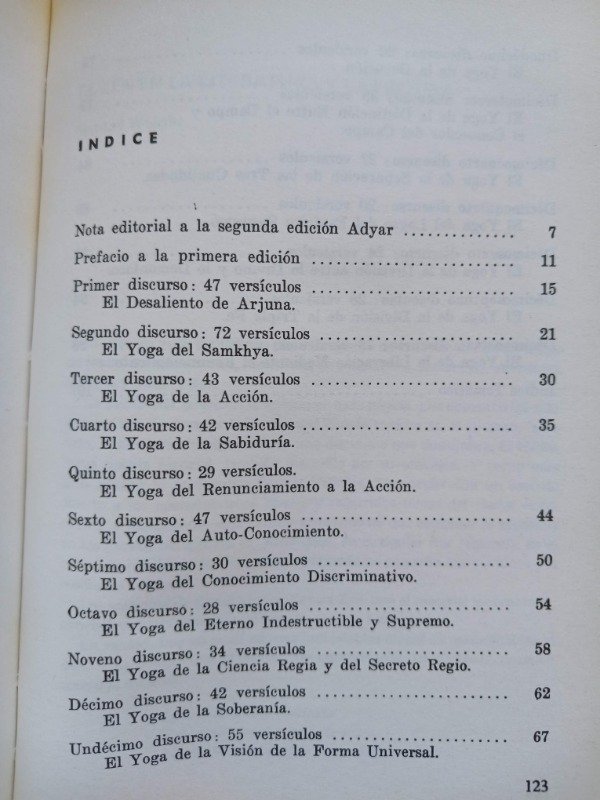 INDICE
Nota editorial a la segunda edición Adyar .............. 7
Prefacio a la primera edición ....................... 11
Primer discurso: 47 versículos ....................... 15
El Desaliento de Arjuna.
Segundo discurso: 72 versículos ..................... 21
El Yoga del Samkhya.
Tercer discurso: 43 versículos ....................... 30
El Yoga de la Acción.
Cuarto discurso: 42 versículos ........................ 35
El Yoga de la Sabiduría.
Quinto discurso: 29 versículos.
El Yoga del Renunciamiento a la Acción.
Sexto discurso: 47 versículos ........................ 44
El Yoga del Auto-Conocimiento.
Séptimo discurso: 30 versículos ...................... 50
El Yoga del Conocimiento Discriminativo.
Octavo discurso: 28 versículos ....................... 54
El Yoga del Eterno Indestructible y Supremo.
Noveno discurso: 34 versículos ....................... 58
El Yoga de la Ciencia Regia y del Secreto Regio.
Décimo discurso: 42 versículos ....................... 62
El Yoga de la Soberanía.
Undécimo discurso: 55 versículos ..................... 67
El Yoga de la Visión de la Forma Universal.
123